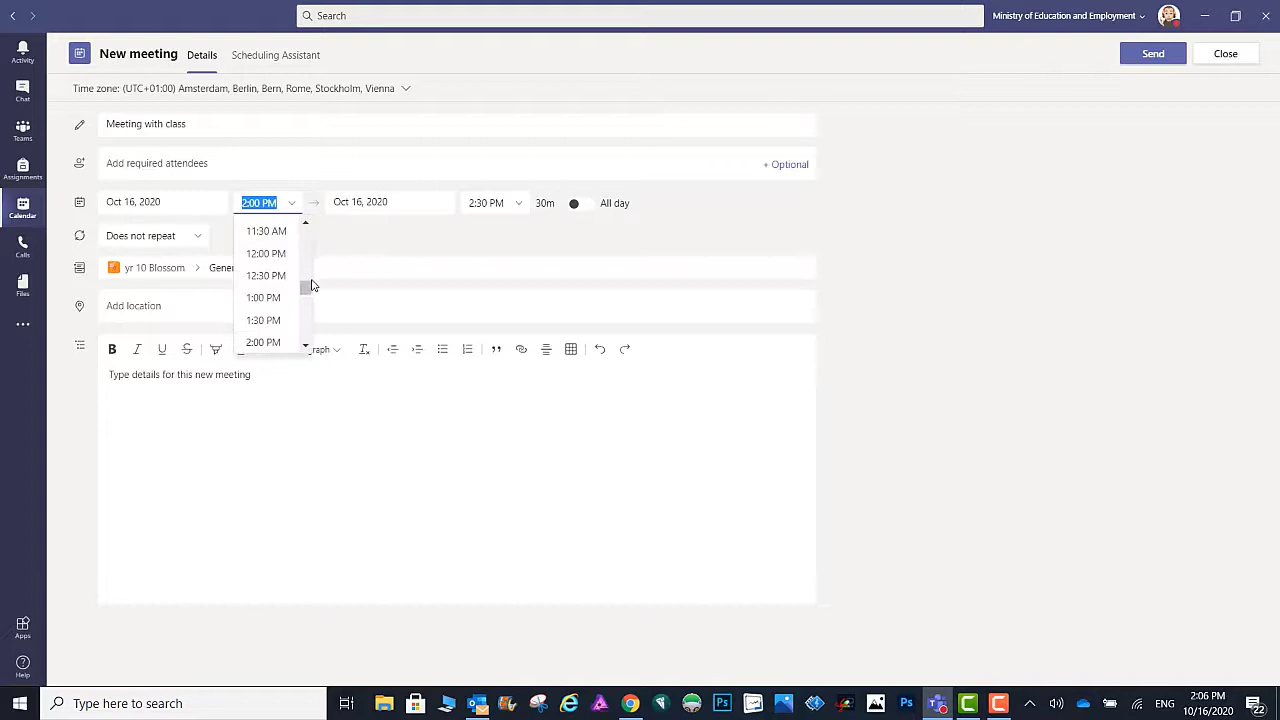 Search
Ministry of Education and Employment
Activity
Chat
Teams
Assignments
Calendar
Calls
Files
Apps
Help
New meeting Details Scheduling Assistant Send Close
Time zone: (UTC+01:00) Amsterdam, Berlin, Bern, Rome, Stockholm, Vienna
Meeting with class
Add required attendees + Optional
Oct 16, 2020 2:00 PM → Oct 16, 2020 2:30 PM 30m All day
Does not repeat
11:30 AM
12:00 PM
12:30 PM
1:00 PM
1:30 PM
2:00 PM
yr 10 Blossom > Gener
Add location
B I U S graph
Type details for this new meeting
Type here to search
ENG
2:06 PM
10/16/2020
22